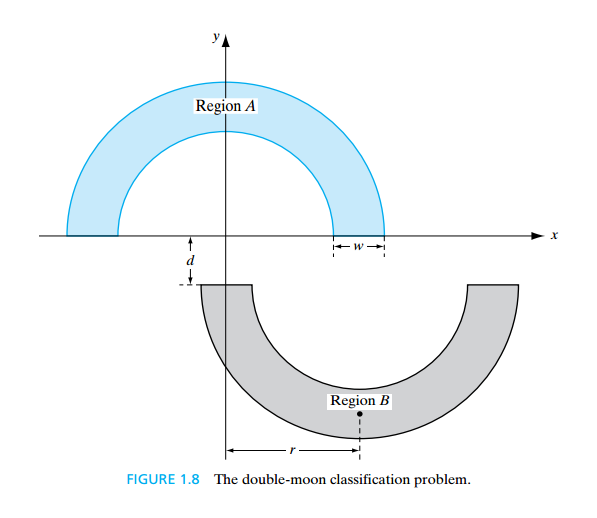 y
Region A
x
w
d
Region B
r
FIGURE 1.8 The double-moon classification problem.